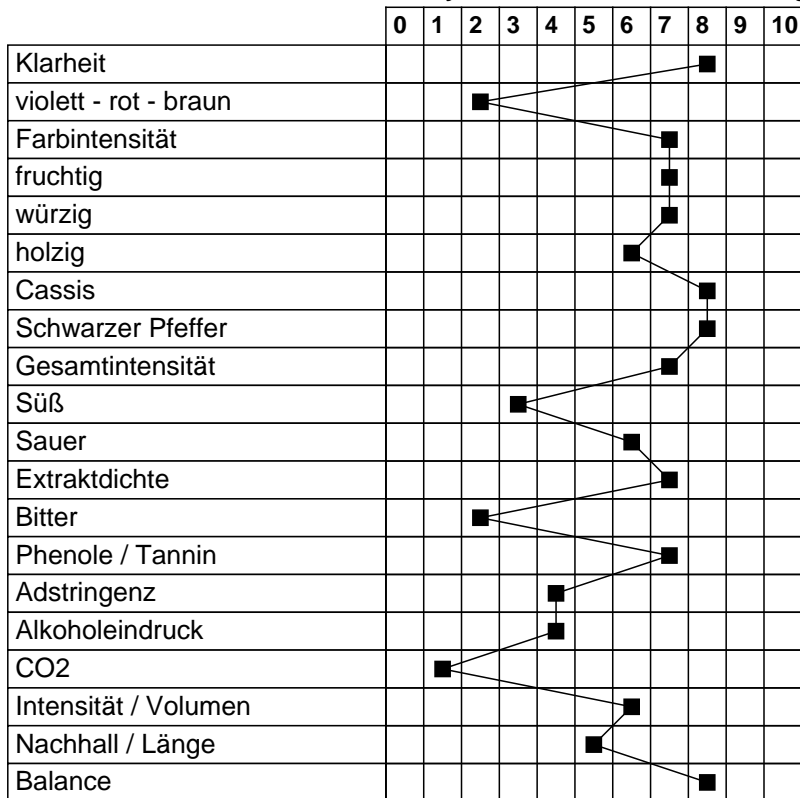 0 1 2 3 4 5 6 7 8 9 10
Klarheit
violett - rot - braun
Farbintensität
fruchtig
würzig
holzig
Cassis
Schwarzer Pfeffer
Gesamtintensität
Süß
Sauer
Extraktdichte
Bitter
Phenole / Tannin
Adstringenz
Alkoholeindruck
CO2
Intensität / Volumen
Nachhall / Länge
Balance